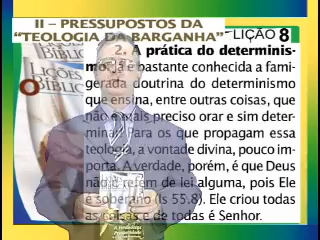 II – PRESSUPOSTOS DA
"TEOLOGIA DA BARGANHA"
LIÇÃO 8
2. A prática do determinis-
mo. Já é bastante conhecida a fami-
gerada doutrina do determinismo
que ensina, entre outras coisas, que
não é mais preciso orar e sim deter-
minar! Para os que propagam essa
teologia, a vontade divina, pouco im-
porta. A verdade, porém, é que Deus
não é refém de lei alguma, pois Ele
é soberano (Is 55.8). Ele criou todas
as coisas e de todas é Senhor.
LIÇÕES
BÍBLIC